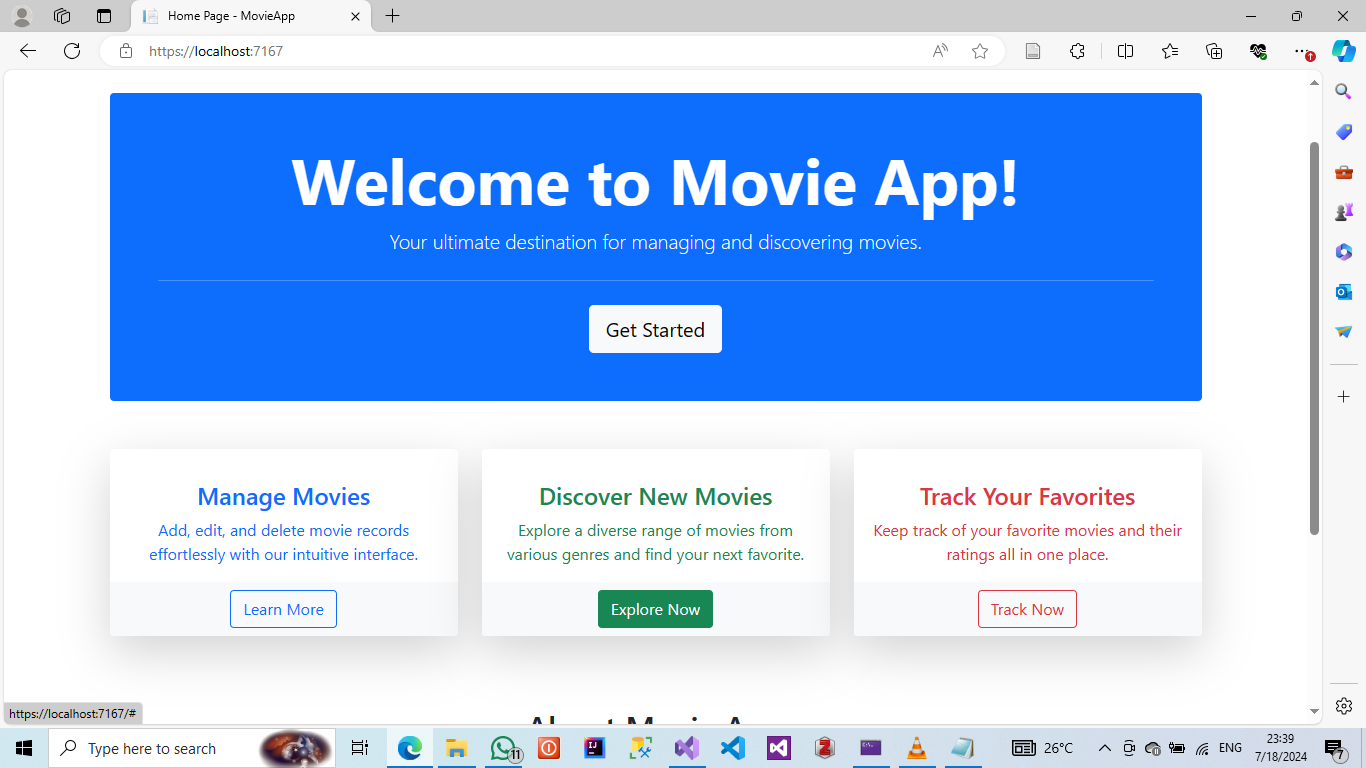 Home Page - MovieApp
https://localhost:7167
Welcome to Movie App!
Your ultimate destination for managing and discovering movies.
Get Started
Manage Movies
Add, edit, and delete movie records
effortlessly with our intuitive interface.
Learn More
Discover New Movies
Explore a diverse range of movies from
various genres and find your next favorite.
Explore Now
Track Your Favorites
Keep track of your favorite movies and their
ratings all in one place.
Track Now
About Movie A
https://localhost:7167/#
Type here to search
11
26°C
ENG
23:39
7/18/2024
7